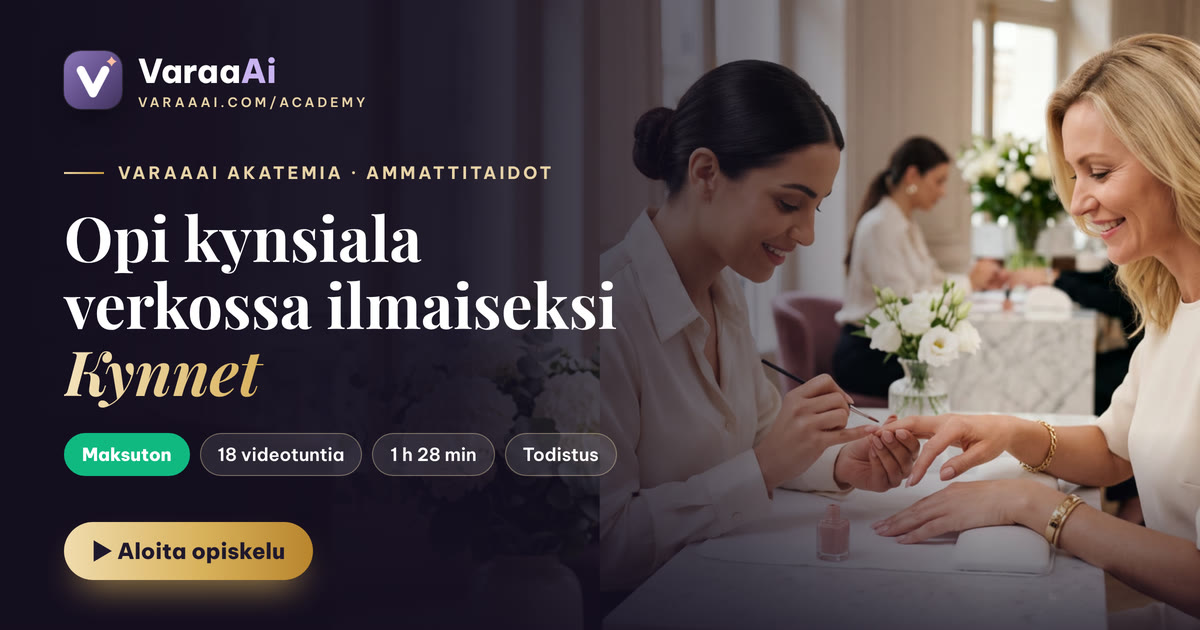 VaraaAi
VARAAAI.COM/ACADEMY
VARAAAI AKATEMIA · AMMATTITAIDOT
Opi kynsiala
verkossa ilmaiseksi
Kynnet
Maksuton 18 videotuntia 1 h 28 min Todistus
▶ Aloita opiskelu